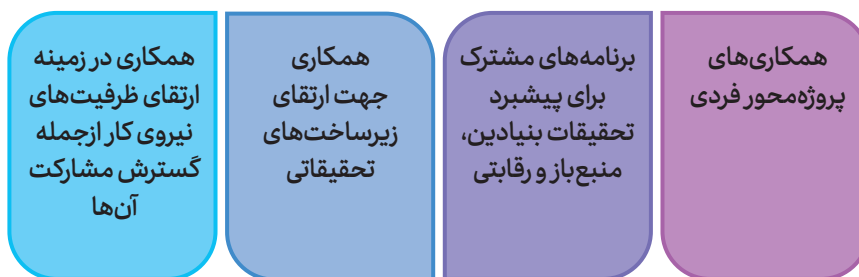 همکاری‌های
پروژه‌محور فردی
برنامه‌های مشترک
برای پیشبرد
تحقیقات بنیادین،
منبع‌باز و رقابتی
همکاری
جهت ارتقای
زیرساخت‌های
تحقیقاتی
همکاری در زمینه
ارتقای ظرفیت‌های
نیروی کار ازجمله
گسترش مشارکت
آن‌ها